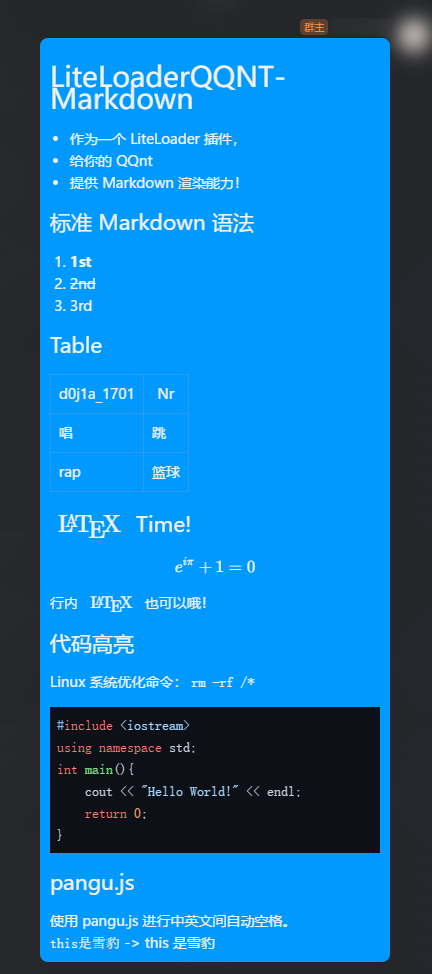 群主
LiteLoaderQQNT-
Markdown
作为一个 LiteLoader 插件，
给你的 QQnt
提供 Markdown 渲染能力！
标准 Markdown 语法
1. 1st
2. 2nd
3. 3rd
Table
d0j1a_1701 Nr
唱 跳
rap 篮球
LATEX Time!
e^{iπ} + 1 = 0
行内 LATEX 也可以哦！
代码高亮
Linux 系统优化命令： rm -rf /*
#include <iostream>
using namespace std;
int main(){
    cout << "Hello World!" << endl;
    return 0;
}
pangu.js
使用 pangu.js 进行中英文间自动空格。
this是雪豹 -> this 是雪豹